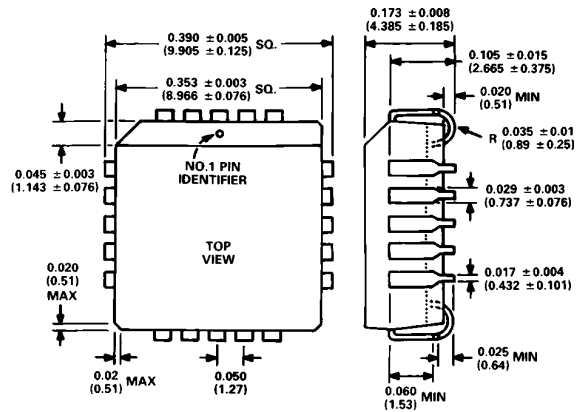 0.390 ±0.005 SQ.
(9.905 ±0.125)
0.353 ±0.003 SQ.
(8.966 ±0.076)
0.045 ±0.003
(1.143 ±0.076)
NO.1 PIN
IDENTIFIER
TOP
VIEW
0.020
(0.51)
MAX
0.02 MAX
(0.51)
0.050
(1.27)
0.173 ±0.008
(4.385 ±0.185)
0.105 ±0.015
(2.665 ±0.375)
0.020 MIN
(0.51)
R 0.035 ±0.01
(0.89 ±0.25)
0.029 ±0.003
(0.737 ±0.076)
0.017 ±0.004
(0.432 ±0.101)
0.025 MIN
(0.64)
0.060 MIN
(1.53)